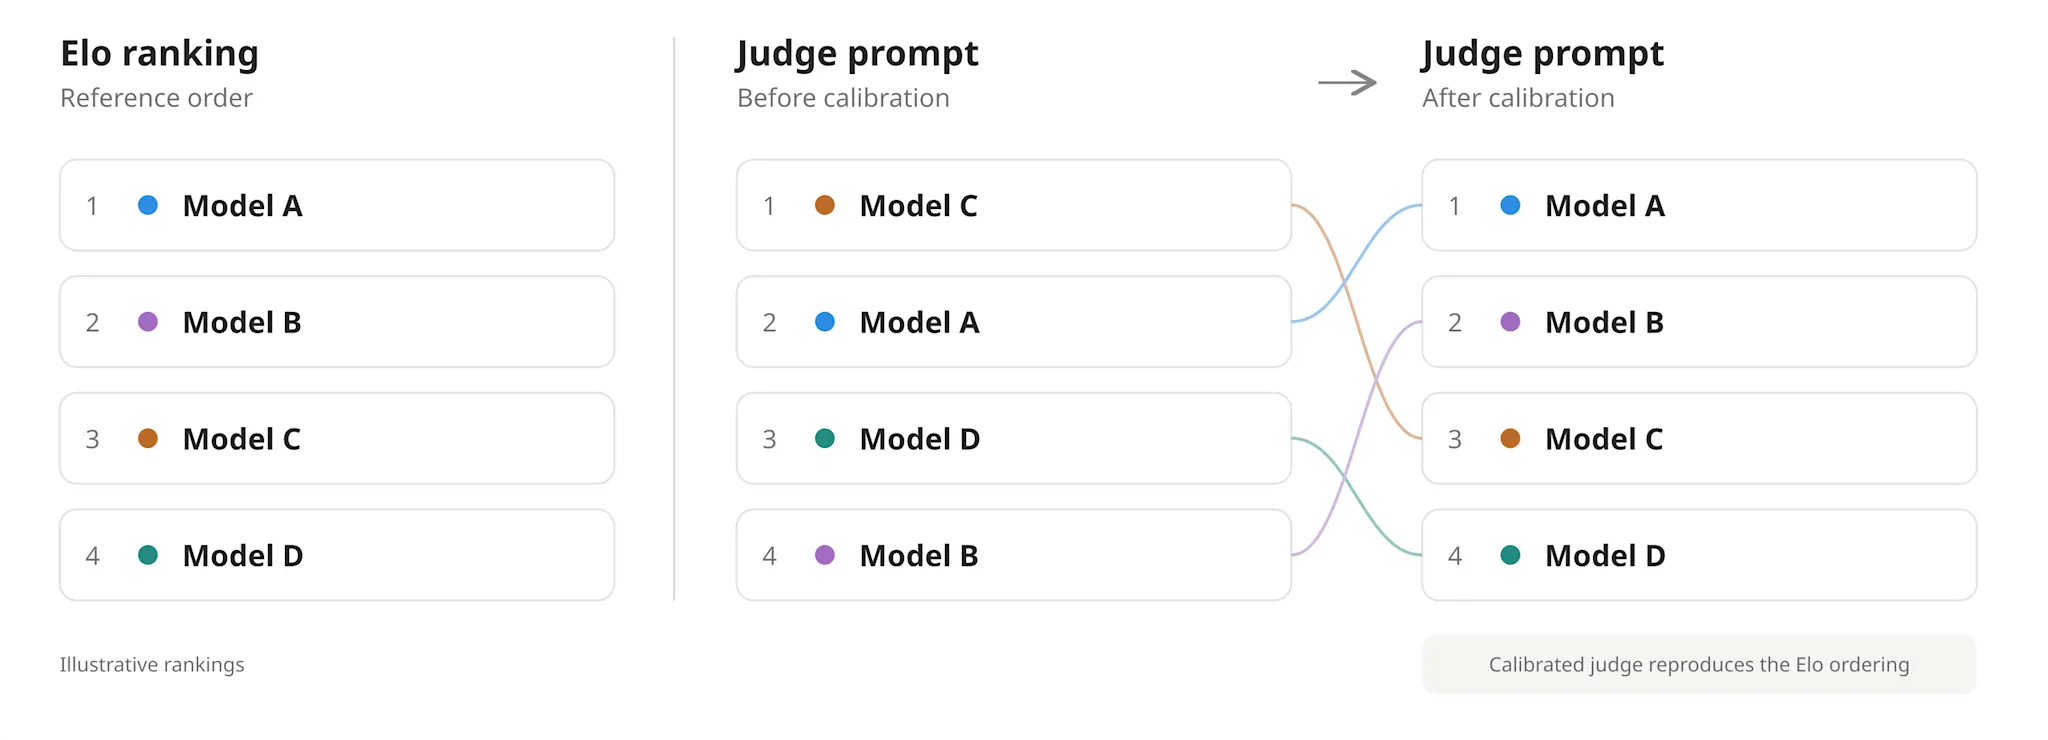 Elo ranking
Reference order
1 Model A
2 Model B
3 Model C
4 Model D
Illustrative rankings
Judge prompt
Before calibration
1 Model C
2 Model A
3 Model D
4 Model B
Judge prompt
After calibration
1 Model A
2 Model B
3 Model C
4 Model D
Calibrated judge reproduces the Elo ordering